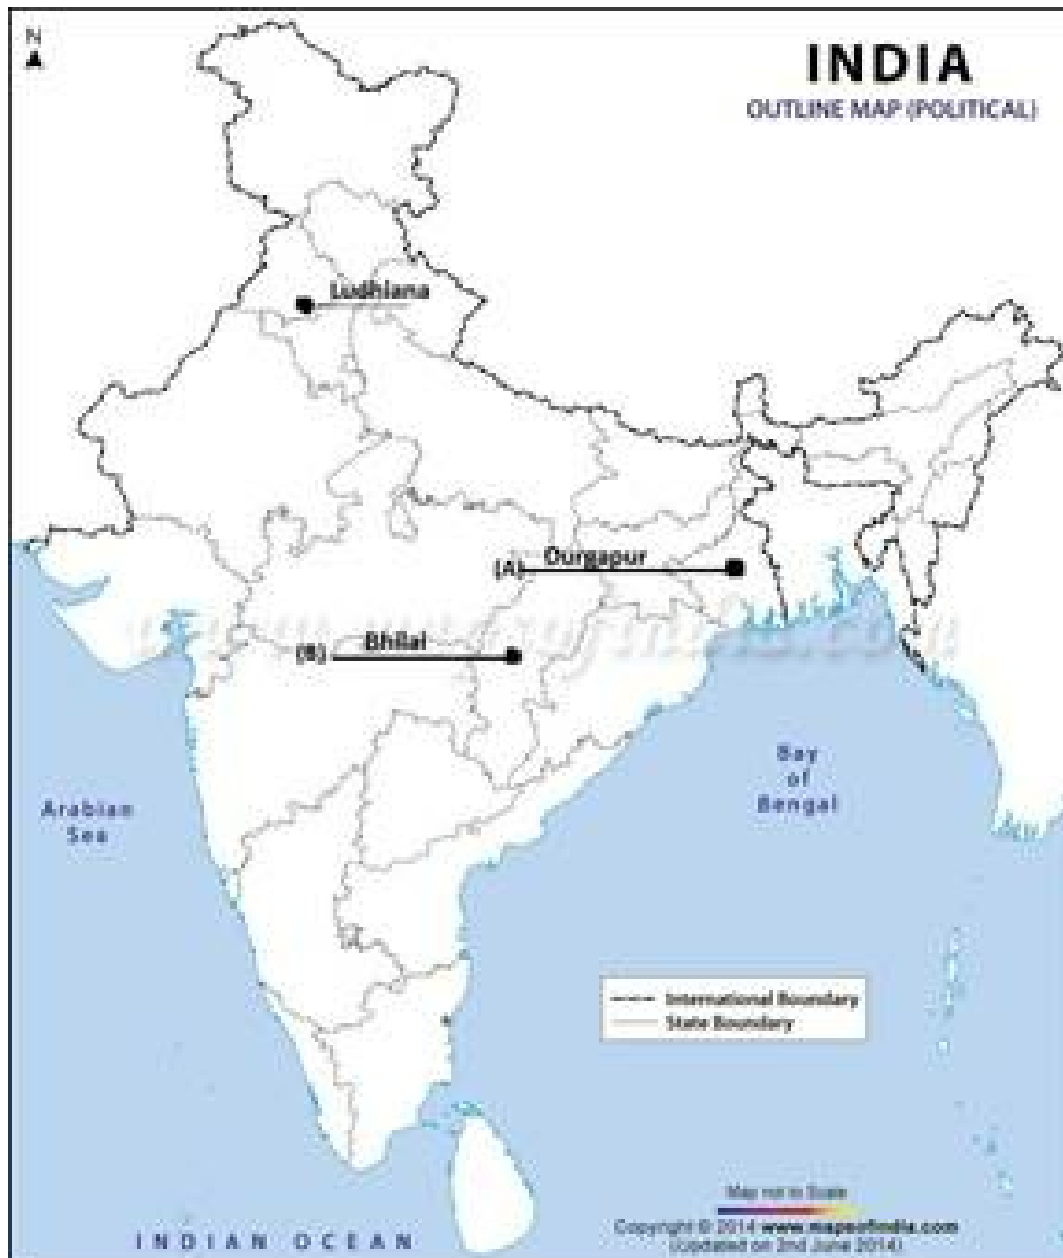 N
INDIA
OUTLINE MAP (POLITICAL)
Ludhiana
(A) Durgapur
(B) Bhilai
Bay
of
Bengal
Arabian
Sea
International Boundary
State Boundary
Map not to Scale
Copyright © 2014 www.mapsofindia.com
(Updated on 2nd June 2014)
INDIAN OCEAN